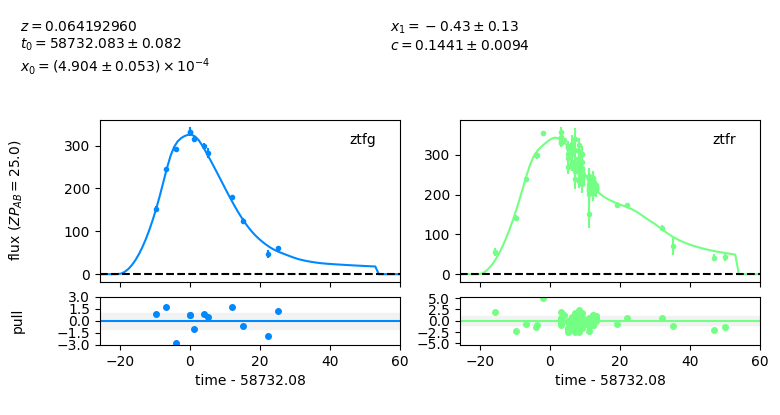 z = 0.064192960
t₀ = 58732.083 ± 0.082
x₀ = (4.904 ± 0.053) × 10⁻⁴
x₁ = −0.43 ± 0.13
c = 0.1441 ± 0.0094
flux (ZP_AB = 25.0)
300
200
100
0
ztfg
300
200
100
0
ztfr
pull
3.0
1.5
0.0
−1.5
−3.0
−20 0 20 40 60
time - 58732.08
5.0
2.5
0.0
−2.5
−5.0
−20 0 20 40 60
time - 58732.08